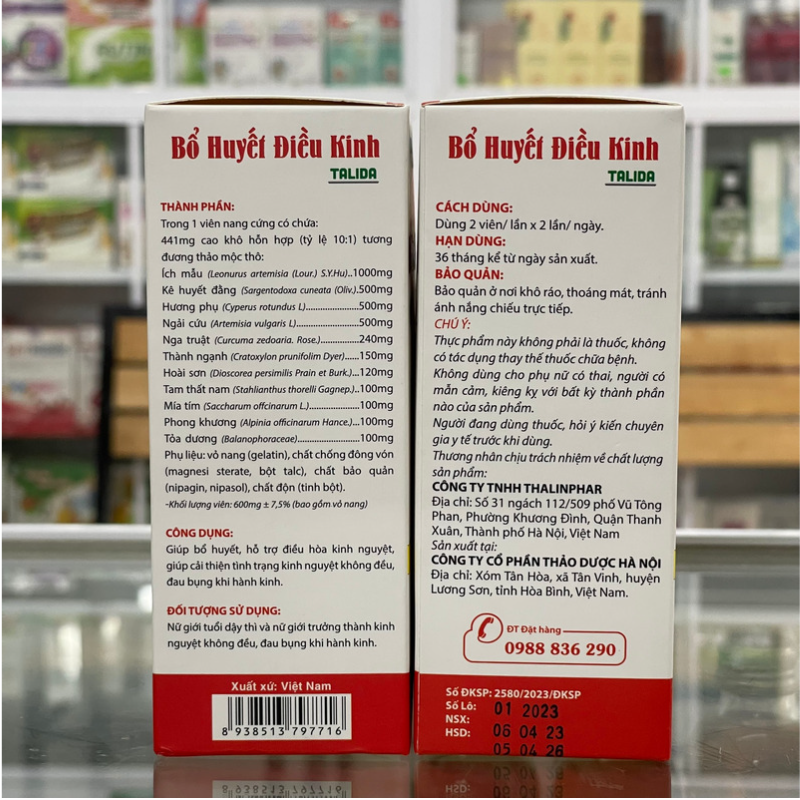 Bổ Huyết Điều Kinh
TALIDA
THÀNH PHẦN:
Trong 1 viên nang cứng có chứa:
441mg cao khô hỗn hợp (tỷ lệ 10:1) tương
đương thảo mộc thô:
Ích mẫu (Leonurus artemisia (Lour.) S.Y.Hu)..1000mg
Kê huyết đằng (Sargentodoxa cuneata (Oliv.).500mg
Hương phụ (Cyperus rotundus L)......................500mg
Ngải cứu (Artemisia vulgaris L).........................500mg
Nga truật (Curcuma zedoaria. Rose.)...............240mg
Thành ngạnh (Cratoxylon prunifolim Dyer).....150mg
Hoài sơn (Dioscorea persimilis Prain et Burk.)...120mg
Tam thất nam (Stahlianthus thorelli Gagnep.)..100mg
Mía tím (Saccharum officinarum L.)....................100mg
Phong khương (Alpinia officinarum Hance.)....100mg
Tỏa dương (Balanophoraceae).........................100mg
Phụ liệu: vỏ nang (gelatin), chất chống đông vón
(magnesi sterate, bột talc), chất bảo quản
(nipagin, nipasol), chất độn (tinh bột).
-Khối lượng viên: 600mg ± 7,5% (bao gồm vỏ nang)
CÔNG DỤNG:
Giúp bổ huyết, hỗ trợ điều hòa kinh nguyệt,
giúp cải thiện tình trạng kinh nguyệt không đều,
đau bụng khi hành kinh.
ĐỐI TƯỢNG SỬ DỤNG:
Nữ giới tuổi dậy thì và nữ giới trưởng thành kinh
nguyệt không đều, đau bụng khi hành kinh.
Xuất xứ: Việt Nam
8 938513 797716
Bổ Huyết Điều Kinh
TALIDA
CÁCH DÙNG:
Dùng 2 viên/ lần x 2 lần/ ngày.
HẠN DÙNG:
36 tháng kể từ ngày sản xuất.
BẢO QUẢN:
Bảo quản ở nơi khô ráo, thoáng mát, tránh
ánh nắng chiếu trực tiếp.
CHÚ Ý:
Thực phẩm này không phải là thuốc, không
có tác dụng thay thế thuốc chữa bệnh.
Không dùng cho phụ nữ có thai, người có
mẫn cảm, kiêng kỵ với bất kỳ thành phần
nào của sản phẩm.
Người đang dùng thuốc, hỏi ý kiến chuyên
gia y tế trước khi dùng.
Thương nhân chịu trách nhiệm về chất lượng
sản phẩm:
CÔNG TY TNHH THALINPHAR
Địa chỉ: Số 31 ngách 112/509 phố Vũ Tông
Phan, Phường Khương Đình, Quận Thanh
Xuân, Thành phố Hà Nội, Việt Nam
Sản xuất tại:
CÔNG TY CỔ PHẦN THẢO DƯỢC HÀ NỘI
Địa chỉ: Xóm Tân Hòa, xã Tân Vinh, huyện
Lương Sơn, tỉnh Hòa Bình, Việt Nam.
ĐT Đặt hàng
0988 836 290
Số ĐKSP: 2580/2023/ĐKSP
Số Lô: 01 2023
NSX: 06 04 23
HSD: 05 04 26